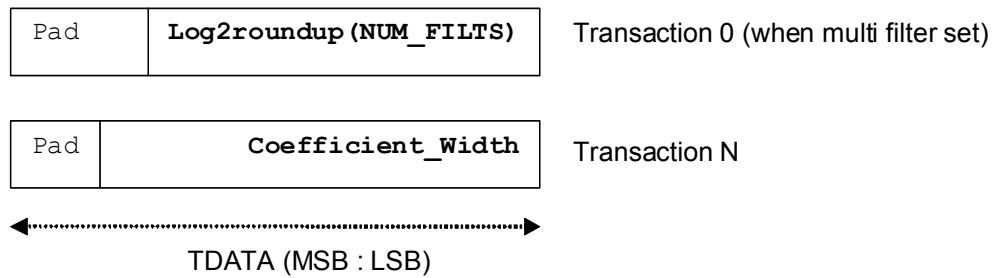 Pad Log2roundup(NUM_FILTS) Transaction 0 (when multi filter set)
Pad Coefficient_Width Transaction N
TDATA (MSB : LSB)